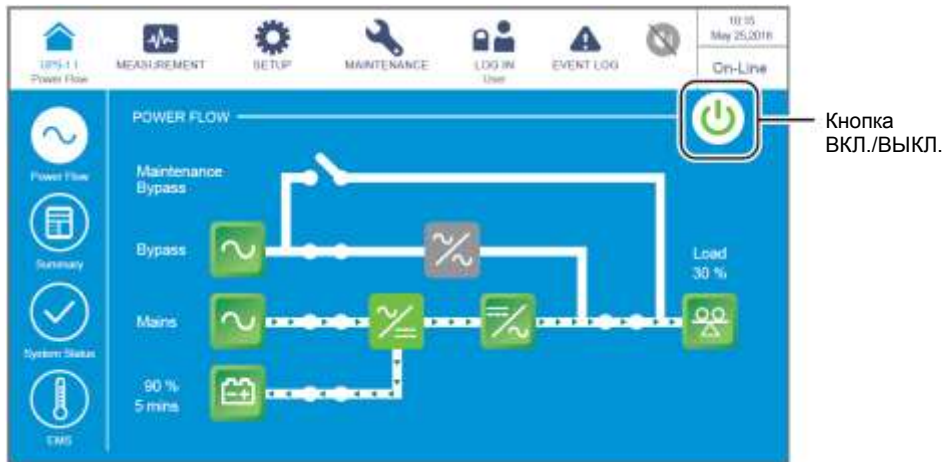 10:15
May 25,2016
UPS-1 1
Power Flow
MEASUREMENT
SETUP
MAINTENANCE
LOG IN
User
EVENT LOG
On-Line
POWER FLOW
Кнопка
ВКЛ./ВЫКЛ.
Power Flow
Maintenance
Bypass
Summary
Bypass
Load
30 %
Mains
System Status
90 %
5 mins
EMS